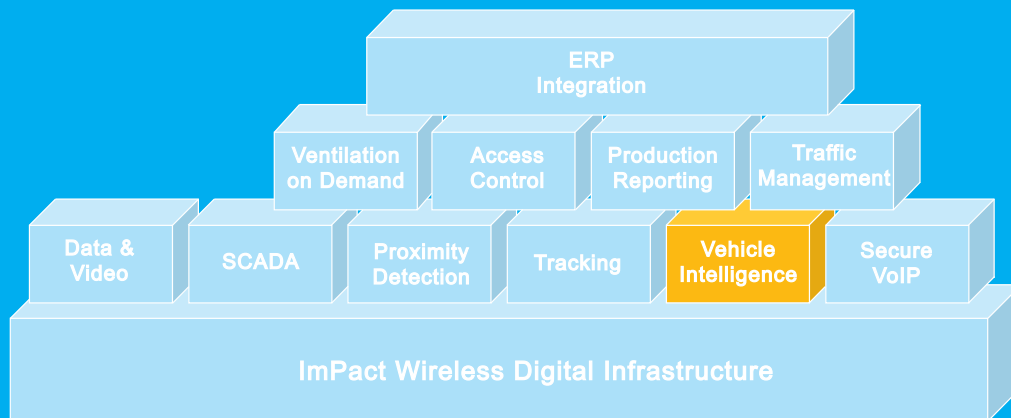 ERP
Integration
Ventilation
on Demand
Access
Control
Production
Reporting
Traffic
Management
Data &
Video
SCADA
Proximity
Detection
Tracking
Vehicle
Intelligence
Secure
VoIP
ImPact Wireless Digital Infrastructure